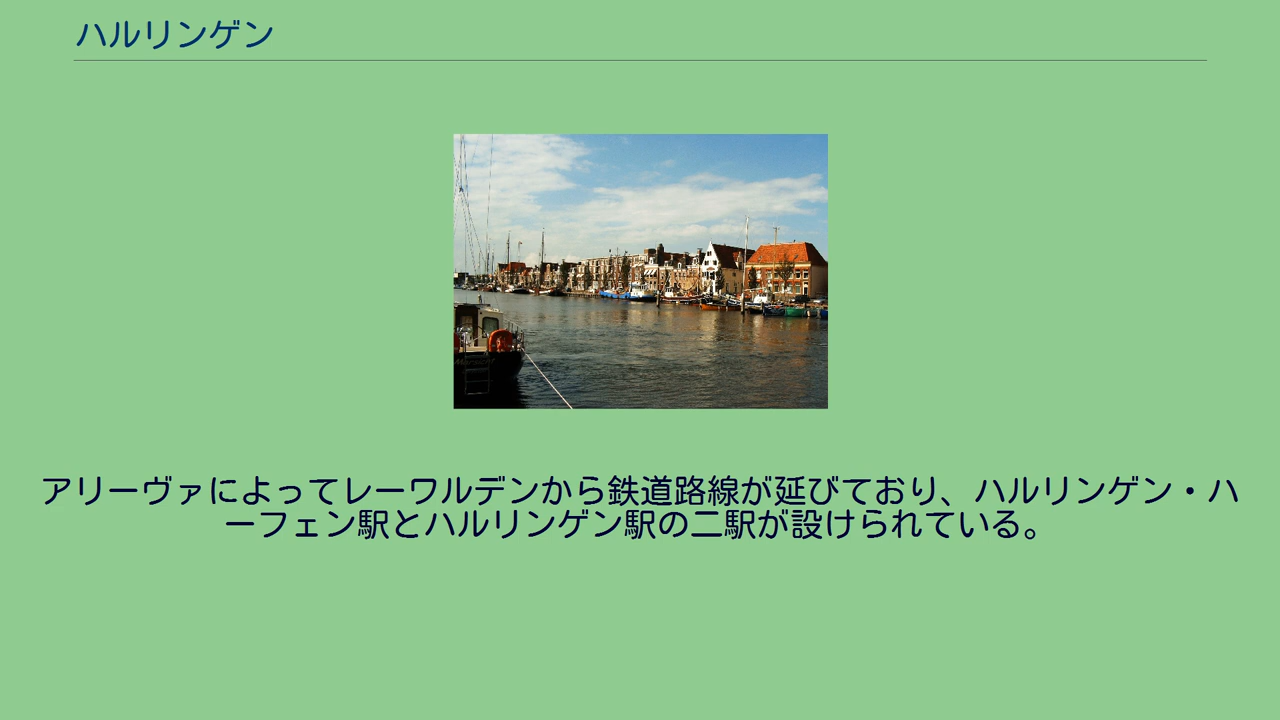 ハルリンゲン
アリーヴァによってレーワルデンから鉄道路線が延びており、ハルリンゲン・ハ
ーフェン駅とハルリンゲン駅の二駅が設けられている。